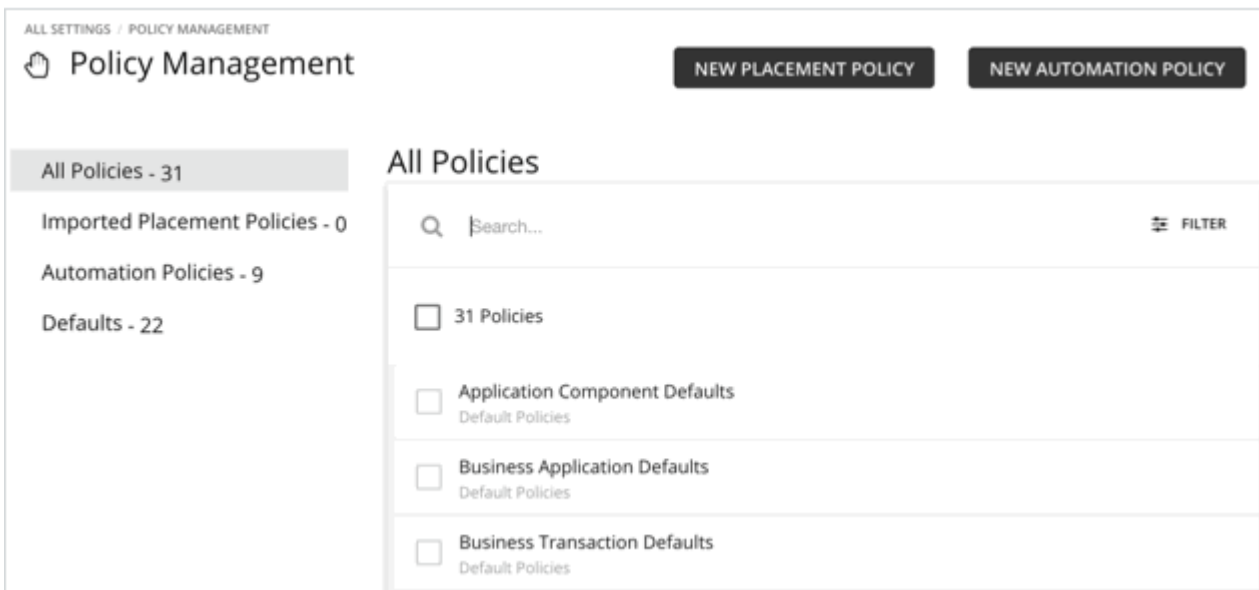 ALL SETTINGS / POLICY MANAGEMENT
Policy Management
NEW PLACEMENT POLICY
NEW AUTOMATION POLICY
All Policies - 31
Imported Placement Policies - 0
Automation Policies - 9
Defaults - 22
All Policies
Search...
FILTER
31 Policies
Application Component Defaults
Default Policies
Business Application Defaults
Default Policies
Business Transaction Defaults
Default Policies